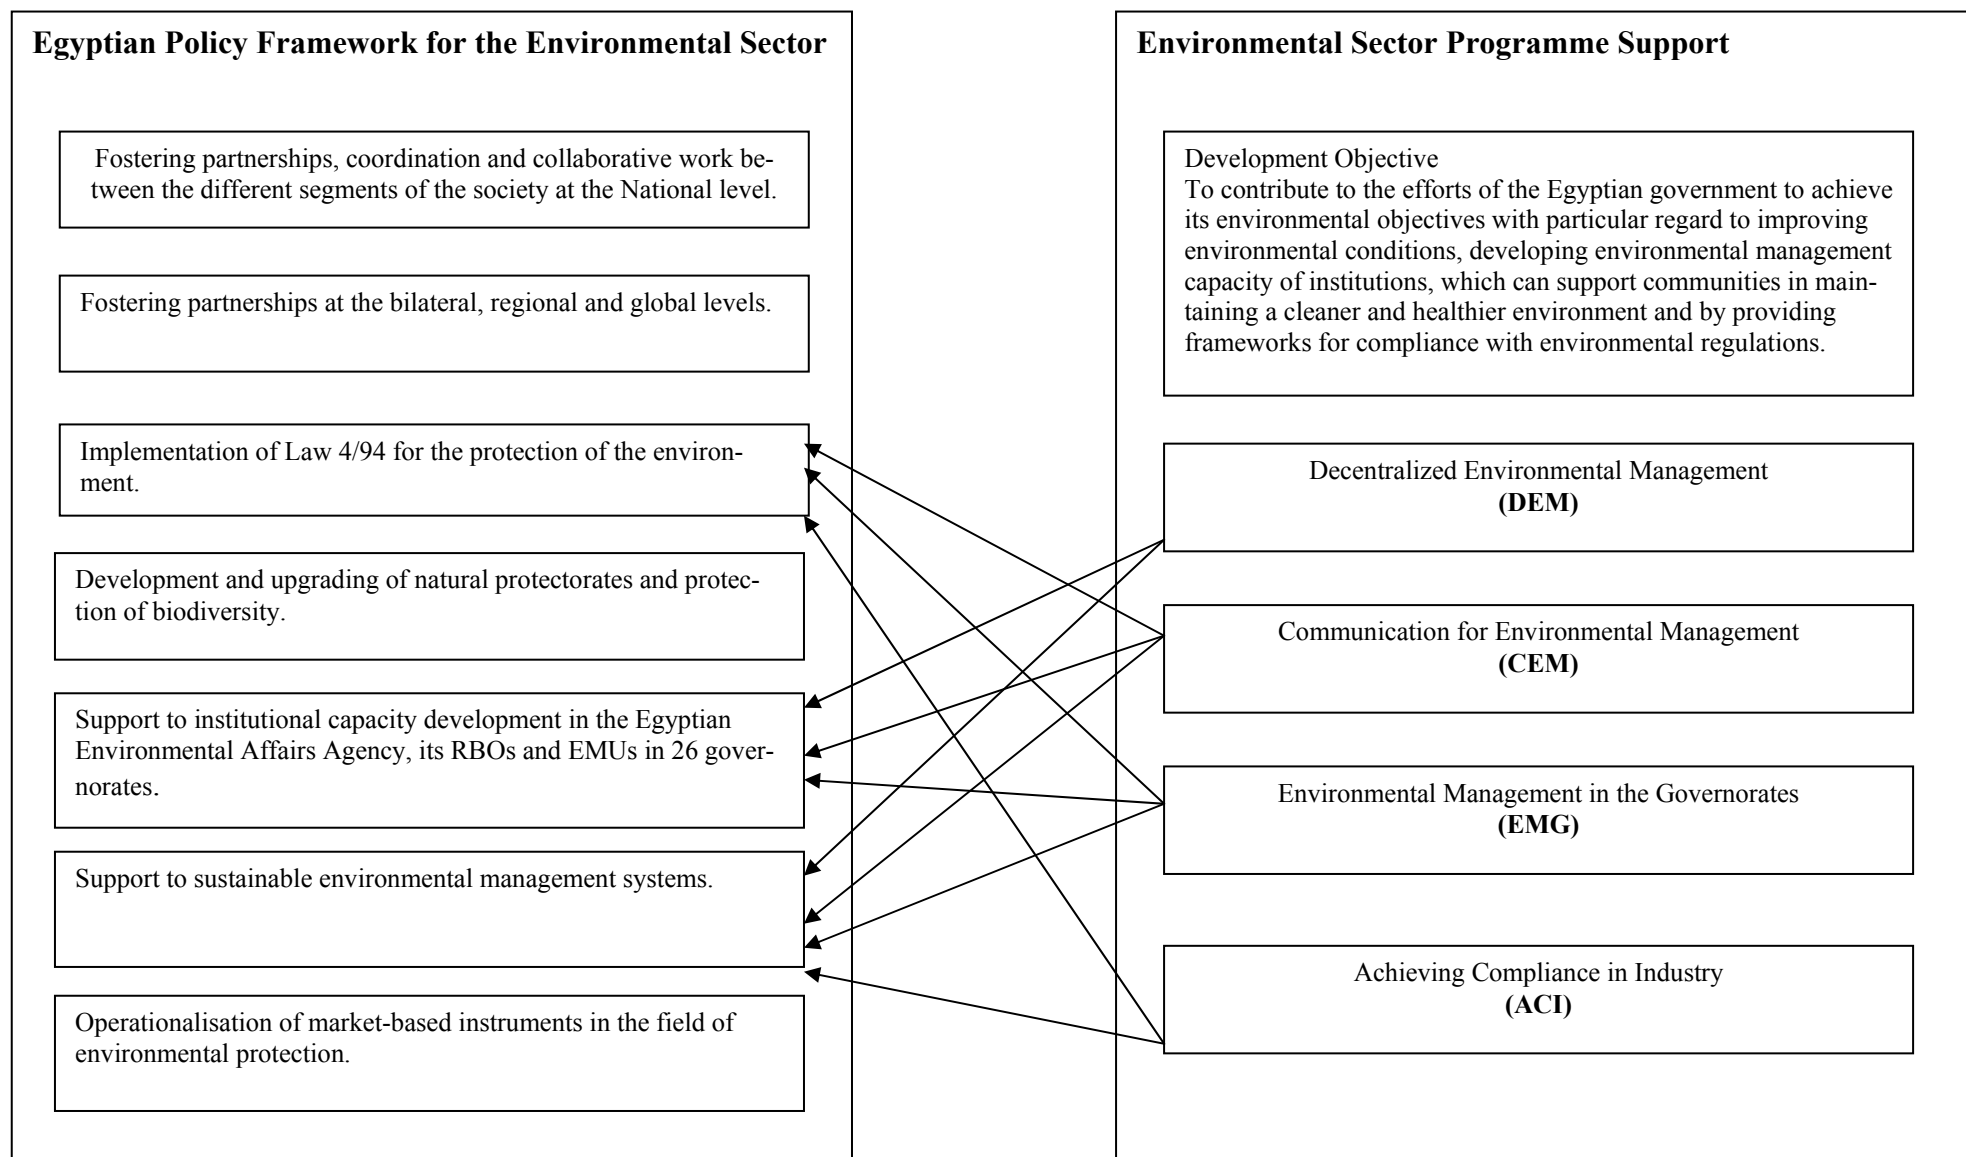 Egyptian Policy Framework for the Environmental Sector
Fostering partnerships, coordination and collaborative work be-
tween the different segments of the society at the National level.
Fostering partnerships at the bilateral, regional and global levels.
Implementation of Law 4/94 for the protection of the environ-
ment.
Development and upgrading of natural protectorates and protec-
tion of biodiversity.
Support to institutional capacity development in the Egyptian
Environmental Affairs Agency, its RBOs and EMUs in 26 gover-
norates.
Support to sustainable environmental management systems.
Operationalisation of market-based instruments in the field of
environmental protection.
Environmental Sector Programme Support
Development Objective
To contribute to the efforts of the Egyptian government to achieve
its environmental objectives with particular regard to improving
environmental conditions, developing environmental management
capacity of institutions, which can support communities in main-
taining a cleaner and healthier environment and by providing
frameworks for compliance with environmental regulations.
Decentralized Environmental Management
(DEM)
Communication for Environmental Management
(CEM)
Environmental Management in the Governorates
(EMG)
Achieving Compliance in Industry
(ACI)